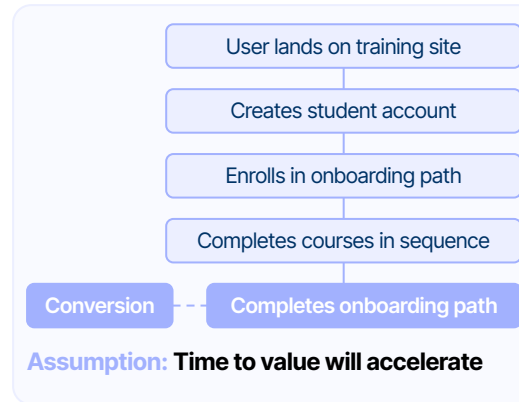 User lands on training site
Creates student account
Enrolls in onboarding path
Completes courses in sequence
Conversion
Completes onboarding path
Assumption: Time to value will accelerate